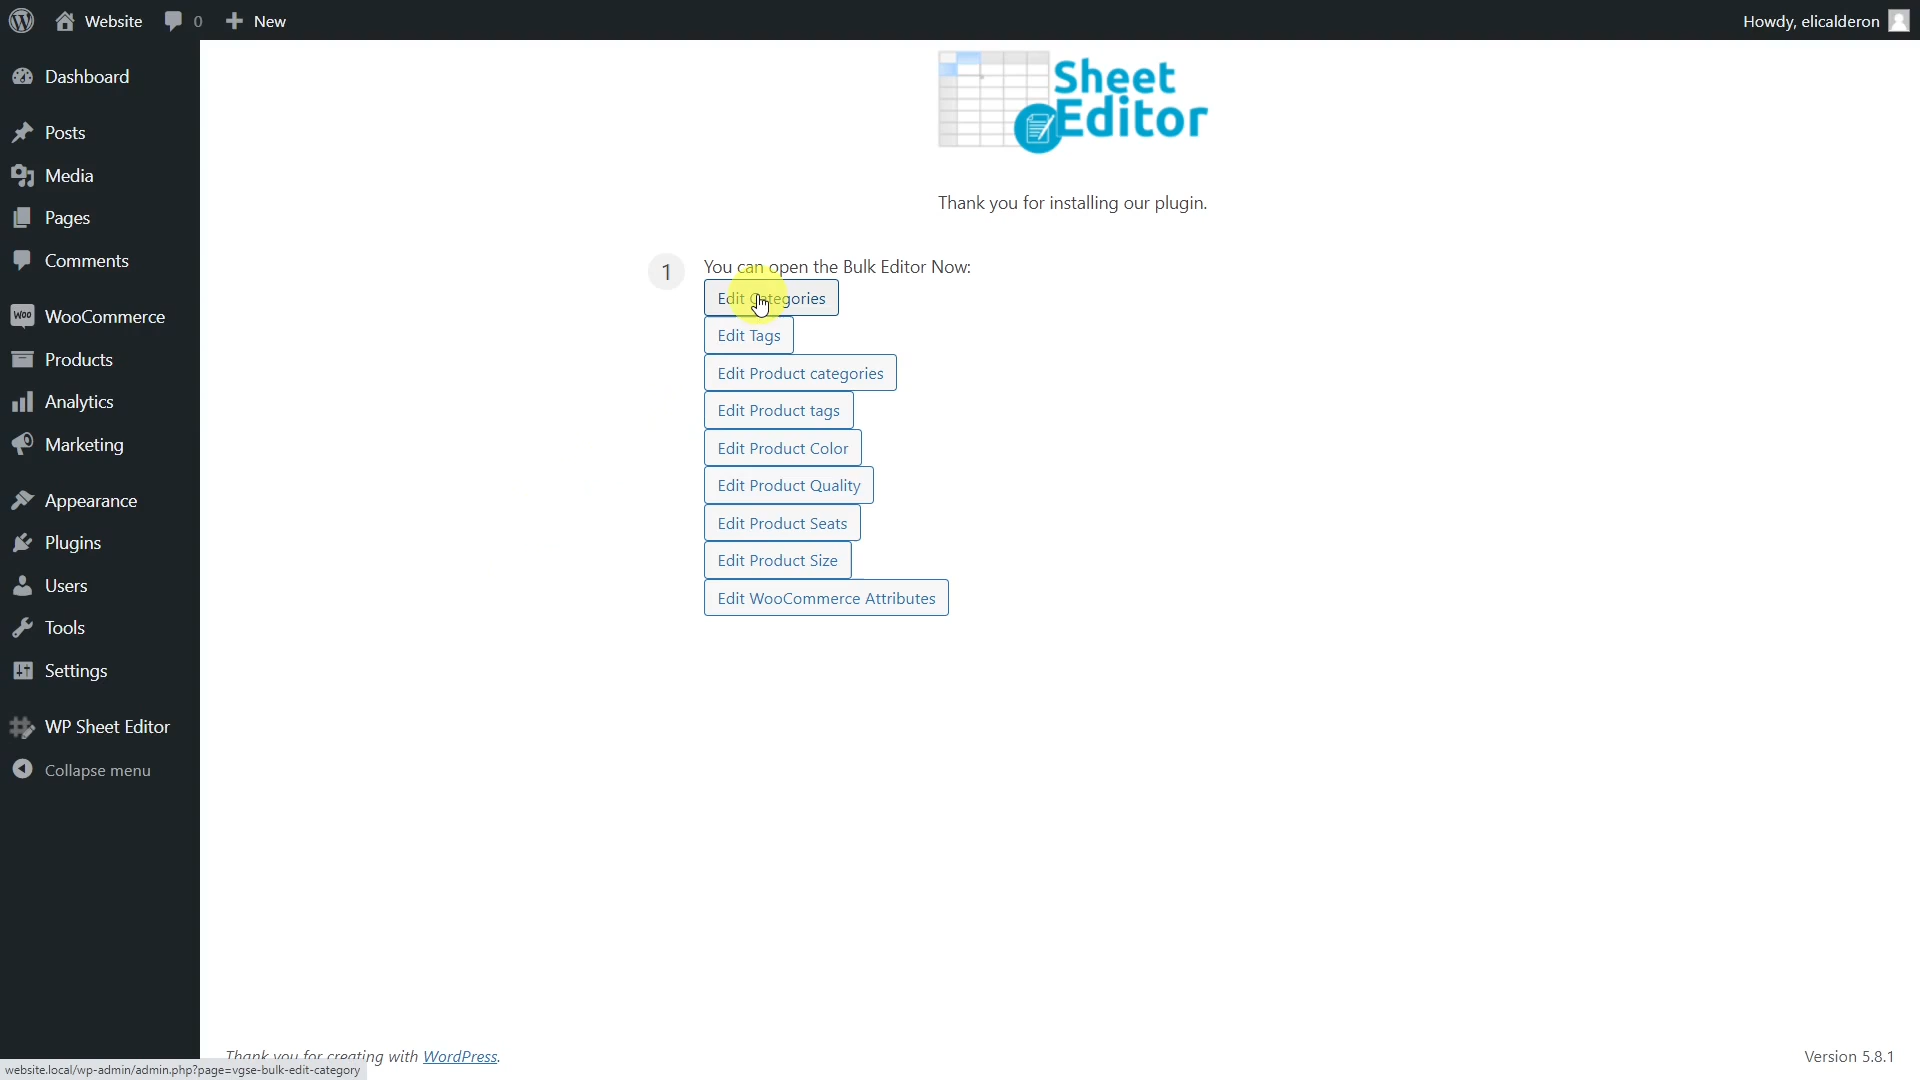 Website
0
New
Howdy, elicalderon
Dashboard
Posts
Media
Pages
Comments
Woo
WooCommerce
Products
Analytics
Marketing
Appearance
Plugins
Users
Tools
Settings
WP Sheet Editor
Collapse menu
Sheet
Editor
Thank you for installing our plugin.
1
You can open the Bulk Editor Now:
Edit Categories
Edit Tags
Edit Product categories
Edit Product tags
Edit Product Color
Edit Product Quality
Edit Product Seats
Edit Product Size
Edit WooCommerce Attributes
Thank you for creating with WordPress.
Version 5.8.1
website.local/wp-admin/admin.php?page=vgse-bulk-edit-category